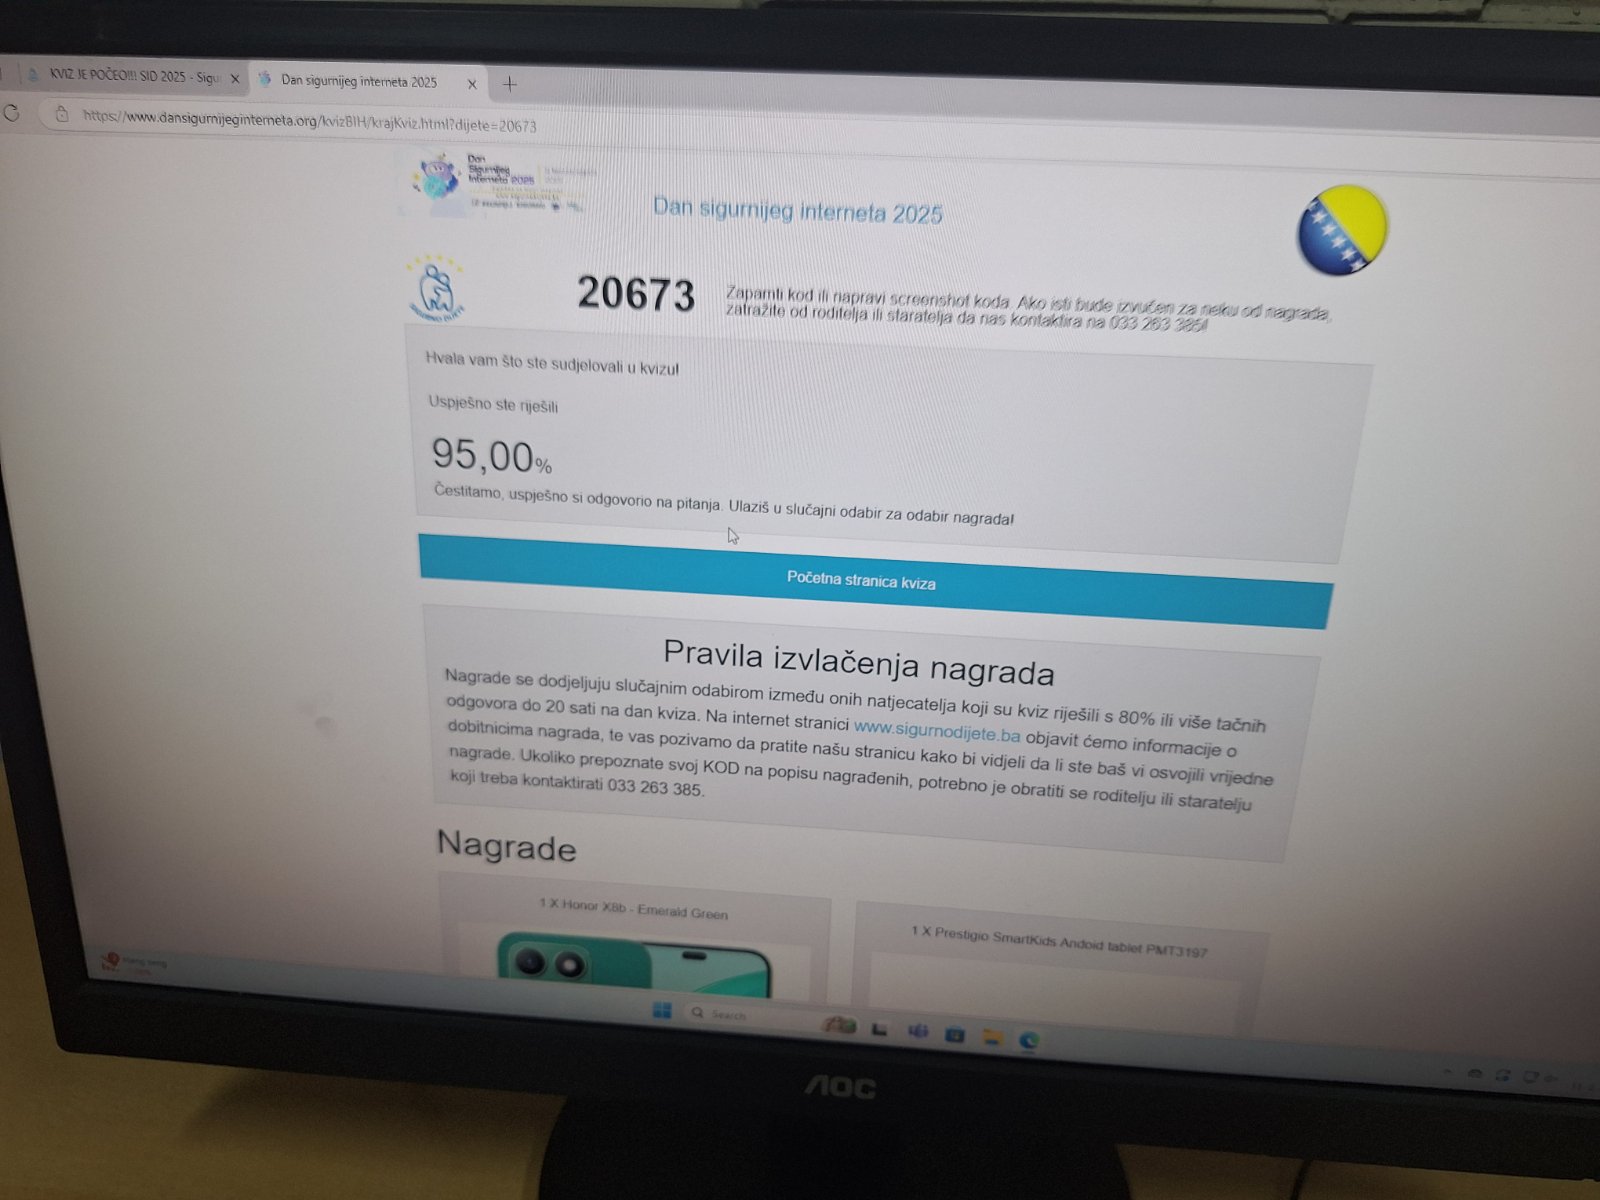 KVIZ JE POČEO!!! SID 2025 - Sigu
Dan sigurnijeg interneta 2025
https://www.dansigurnijeginterneta.org/kvizBIH/krajKviz.html?dijete=20673
Dan
Sigurnijeg
Interneta 2025
Dan sigurnijeg interneta 2025
20673
Zapamti kod ili napravi screenshot koda. Ako isti bude izvučen za neku od nagrada,
zatražite od roditelja ili staratelja da nas kontaktira na 033 263 385!
Hvala vam što ste sudjelovali u kvizu!
Uspješno ste riješili
95,00%
Čestitamo, uspješno si odgovorio na pitanja. Ulaziš u slučajni odabir za odabir nagrada!
Početna stranica kviza
Pravila izvlačenja nagrada
Nagrade se dodjeljuju slučajnim odabirom između onih natjecatelja koji su kviz riješili s 80% ili više tačnih
odgovora do 20 sati na dan kviza. Na internet stranici www.sigurnodijete.ba objavit ćemo informacije o
dobitnicima nagrada, te vas pozivamo da pratite našu stranicu kako bi vidjeli da li ste baš vi osvojili vrijedne
nagrade. Ukoliko prepoznate svoj KOD na popisu nagrađenih, potrebno je obratiti se roditelju ili staratelju
koji treba kontaktirati 033 263 385.
Nagrade
1 X Honor X8b - Emerald Green
1 X Prestigio SmartKids Andoid tablet PMT3197
Search
AOC